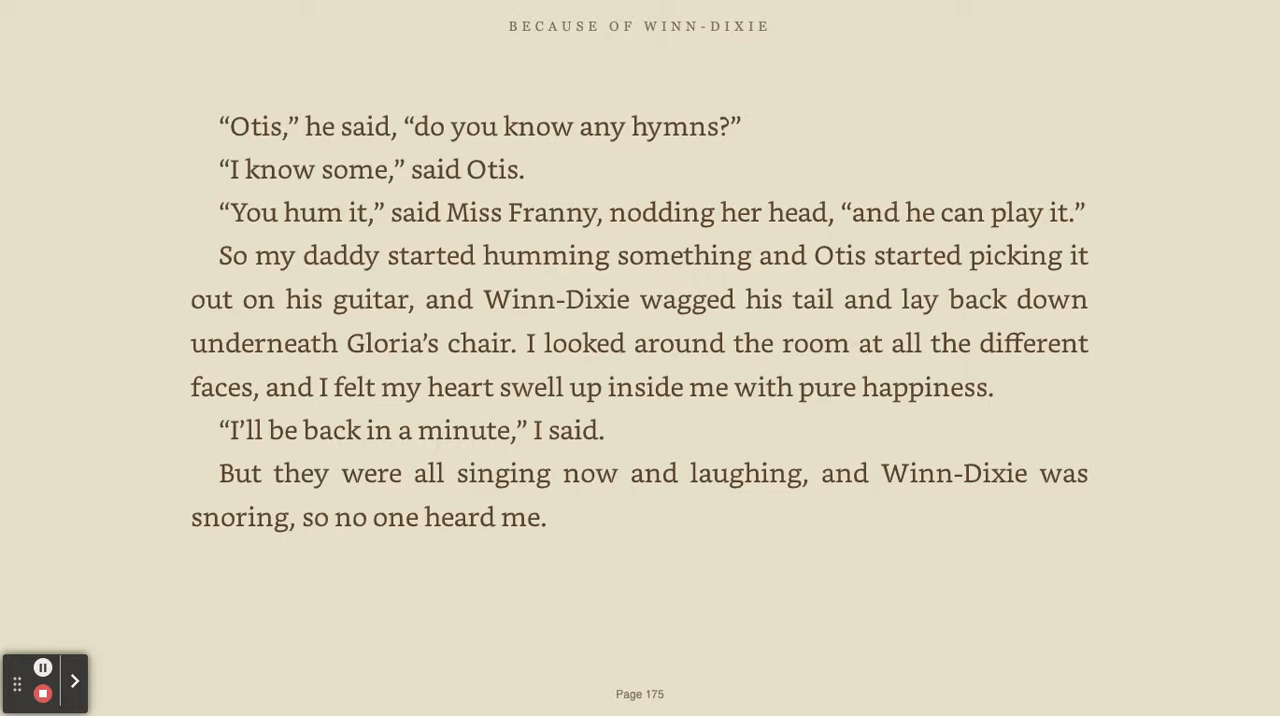 BECAUSE OF WINN-DIXIE
“Otis,” he said, “do you know any hymns?”
“I know some,” said Otis.
“You hum it,” said Miss Franny, nodding her head, “and he can play it.”
So my daddy started humming something and Otis started picking it
out on his guitar, and Winn-Dixie wagged his tail and lay back down
underneath Gloria’s chair. I looked around the room at all the different
faces, and I felt my heart swell up inside me with pure happiness.
“I’ll be back in a minute,” I said.
But they were all singing now and laughing, and Winn-Dixie was
snoring, so no one heard me.
Page 175